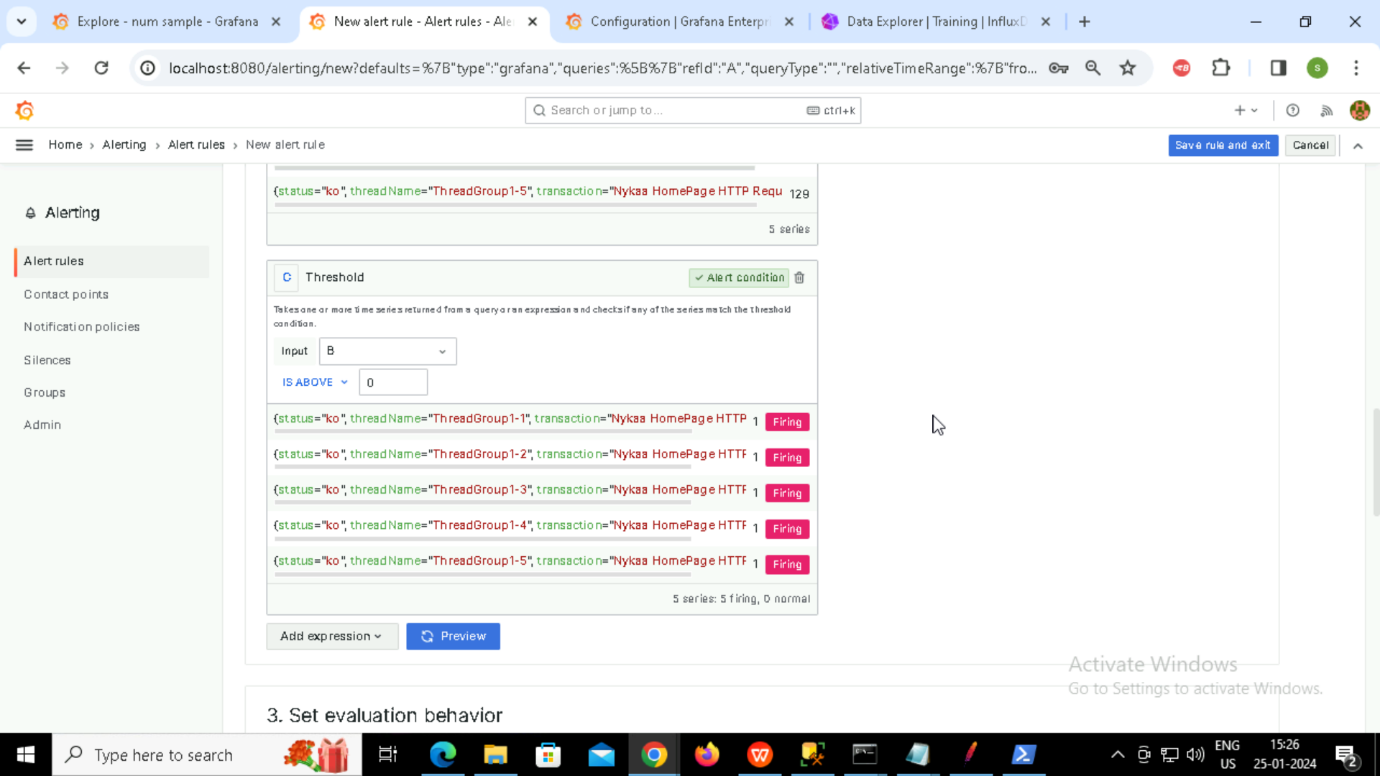 Explore - num sample - Grafana
New alert rule - Alert rules - Ale
Configuration | Grafana Enterpr
Data Explorer | Training | InfluxD
localhost:8080/alerting/new?defaults=%7B"type":"grafana","queries":%5B%7B"refId":"A","queryType":"","relativeTimeRange":%7B"fro...
s
Search or jump to...
ctrl+k
Home › Alerting › Alert rules › New alert rule
Save rule and exit
Cancel
Alerting
Alert rules
Contact points
Notification policies
Silences
Groups
Admin
{status="ko", threadName="ThreadGroup1-5", transaction="Nykaa HomePage HTTP Requ 129
5 series
C Threshold
Alert condition
Takes one or more time series returned from a query or an expression and checks if any of the series match the threshold
condition.
Input B
IS ABOVE 0
{status="ko", threadName="ThreadGroup1-1", transaction="Nykaa HomePage HTTP 1 Firing
{status="ko", threadName="ThreadGroup1-2", transaction="Nykaa HomePage HTTP 1 Firing
{status="ko", threadName="ThreadGroup1-3", transaction="Nykaa HomePage HTTP 1 Firing
{status="ko", threadName="ThreadGroup1-4", transaction="Nykaa HomePage HTTP 1 Firing
{status="ko", threadName="ThreadGroup1-5", transaction="Nykaa HomePage HTTP 1 Firing
5 series: 5 firing, 0 normal
Add expression
Preview
3. Set evaluation behavior
Activate Windows
Go to Settings to activate Windows.
Type here to search
ENG
US
15:26
25-01-2024
2